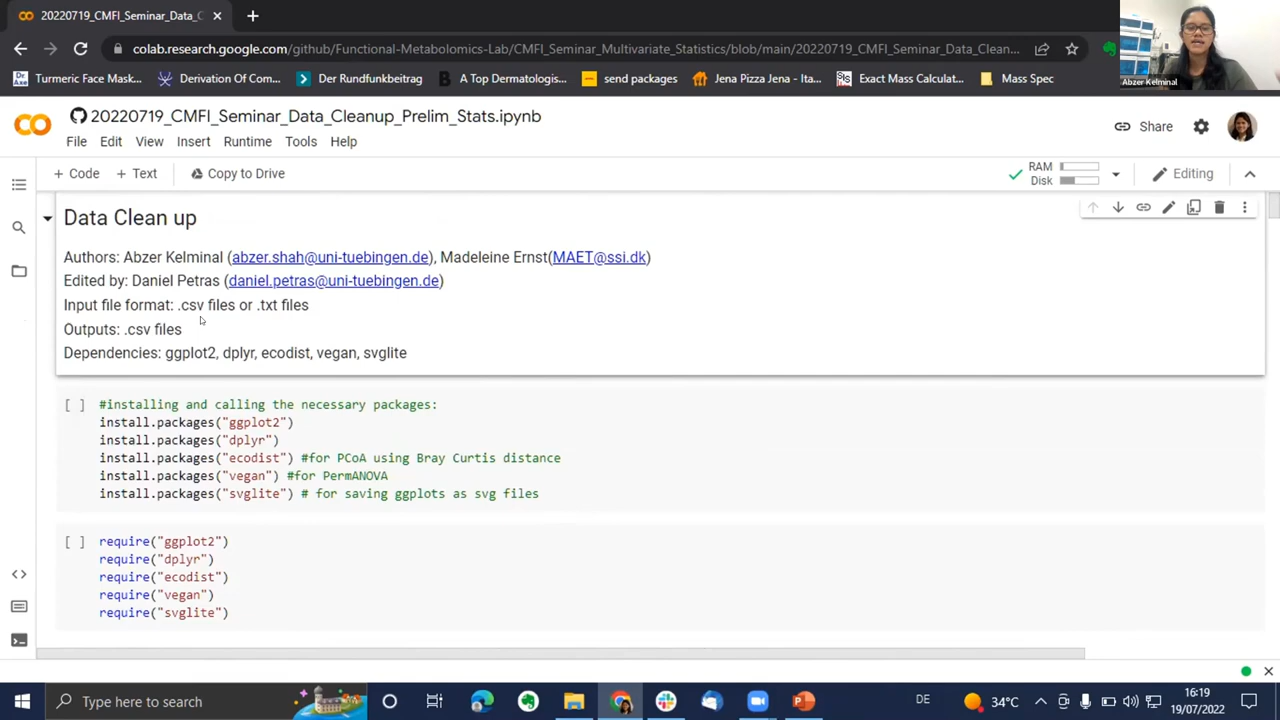 20220719_CMFI_Seminar_Data_C
colab.research.google.com/github/Functional-Metabolomics-Lab/CMFI_Seminar_Multivariate_Statistics/blob/main/20220719_CMFI_Seminar_Data_Clean...
Turmeric Face Mask...
Derivation Of Com...
Der Rundfunkbeitrag
A Top Dermatologis...
send packages
Jena Pizza Jena - Ita...
Exact Mass Calculat...
Mass Spec
Abzer Kelminal
20220719_CMFI_Seminar_Data_Cleanup_Prelim_Stats.ipynb
File Edit View Insert Runtime Tools Help
Share
+ Code + Text Copy to Drive
RAM
Disk
Editing
Data Clean up
Authors: Abzer Kelminal (abzer.shah@uni-tuebingen.de), Madeleine Ernst(MAET@ssi.dk)
Edited by: Daniel Petras (daniel.petras@uni-tuebingen.de)
Input file format: .csv files or .txt files
Outputs: .csv files
Dependencies: ggplot2, dplyr, ecodist, vegan, svglite
[ ] #installing and calling the necessary packages:
install.packages("ggplot2")
install.packages("dplyr")
install.packages("ecodist") #for PCoA using Bray Curtis distance
install.packages("vegan") #for PermANOVA
install.packages("svglite") # for saving ggplots as svg files
[ ] require("ggplot2")
require("dplyr")
require("ecodist")
require("vegan")
require("svglite")
Type here to search
DE
34°C
16:19
19/07/2022